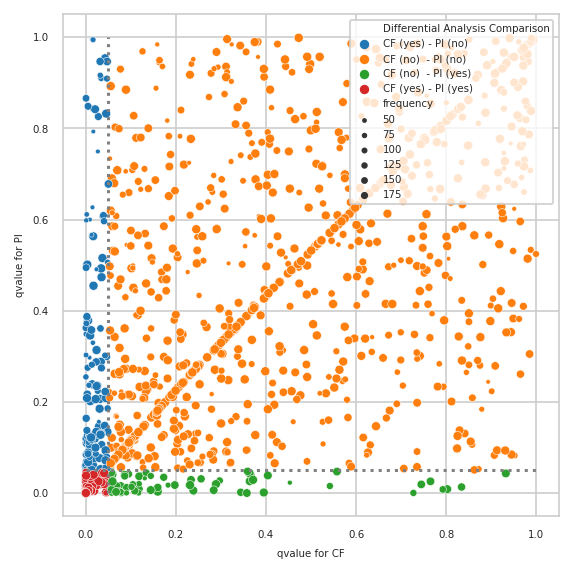 Differential Analysis Comparison
CF (yes) - PI (no)
CF (no) - PI (no)
CF (no) - PI (yes)
CF (yes) - PI (yes)
frequency
50
75
100
125
150
175
1.0
0.8
0.6
0.4
0.2
0.0
qvalue for PI
0.0 0.2 0.4 0.6 0.8 1.0
qvalue for CF